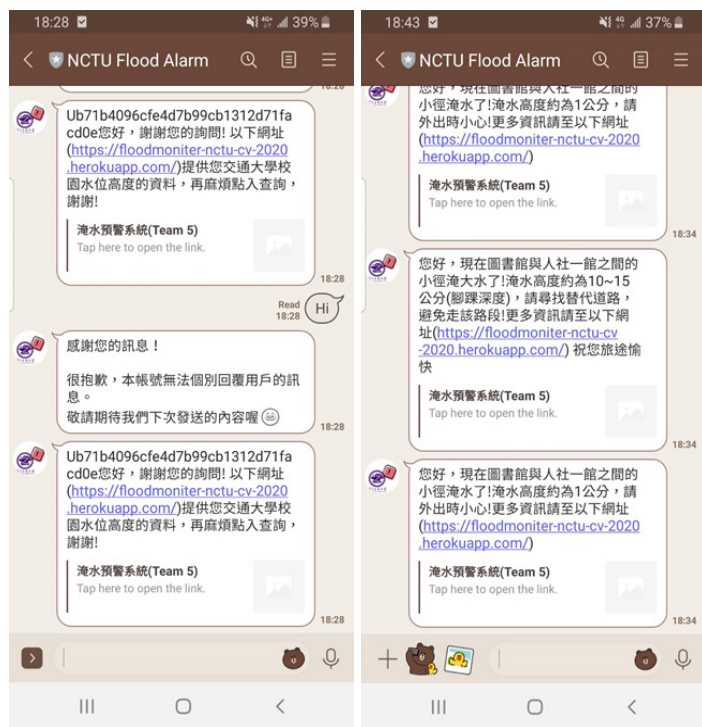 18:28
4G+
39%
NCTU Flood Alarm
18:28
Ub71b4096cfe4d7b99cb1312d71fa
cd0e您好，謝謝您的詢問! 以下網址
(https://floodmoniter-nctu-cv-2020
.herokuapp.com/)提供您交通大學校
園水位高度的資料，再麻煩點入查詢，
謝謝!
淹水預警系統(Team 5)
Tap here to open the link.
18:28
Read
18:28
Hi
感謝您的訊息！
很抱歉，本帳號無法個別回覆用戶的訊
息。
敬請期待我們下次發送的內容喔
18:28
Ub71b4096cfe4d7b99cb1312d71fa
cd0e您好，謝謝您的詢問! 以下網址
(https://floodmoniter-nctu-cv-2020
.herokuapp.com/)提供您交通大學校
園水位高度的資料，再麻煩點入查詢，
謝謝!
淹水預警系統(Team 5)
Tap here to open the link.
18:28
18:43
4G
37%
NCTU Flood Alarm
您好，現在圖書館與人社一館之間的
小徑淹水了!淹水高度約為1公分，請
外出時小心!更多資訊請至以下網址
(https://floodmoniter-nctu-cv-2020
.herokuapp.com/)
淹水預警系統(Team 5)
Tap here to open the link.
18:34
您好，現在圖書館與人社一館之間的
小徑淹大水了!淹水高度約為10~15
公分(腳踝深度)，請尋找替代道路，
避免走該路段!更多資訊請至以下網
址(https://floodmoniter-nctu-cv
-2020.herokuapp.com/) 祝您旅途愉
快
淹水預警系統(Team 5)
Tap here to open the link.
18:34
您好，現在圖書館與人社一館之間的
小徑淹水了!淹水高度約為1公分，請
外出時小心!更多資訊請至以下網址
(https://floodmoniter-nctu-cv-2020
.herokuapp.com/)
淹水預警系統(Team 5)
Tap here to open the link.
18:34